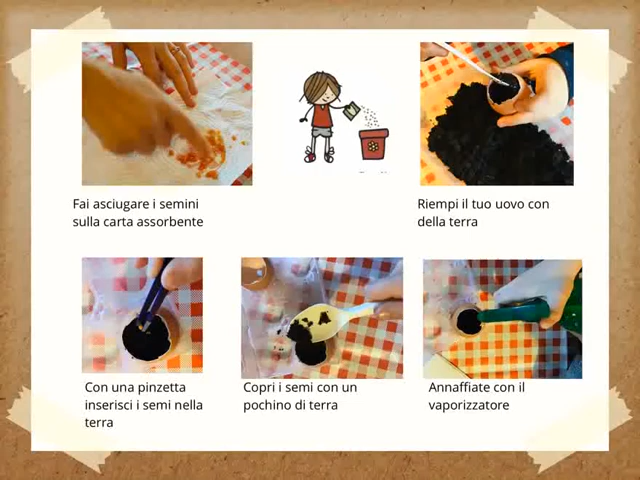 Fai asciugare i semini
sulla carta assorbente
Riempi il tuo uovo con
della terra
Con una pinzetta
inserisci i semi nella
terra
Copri i semi con un
pochino di terra
Annaffiate con il
vaporizzatore